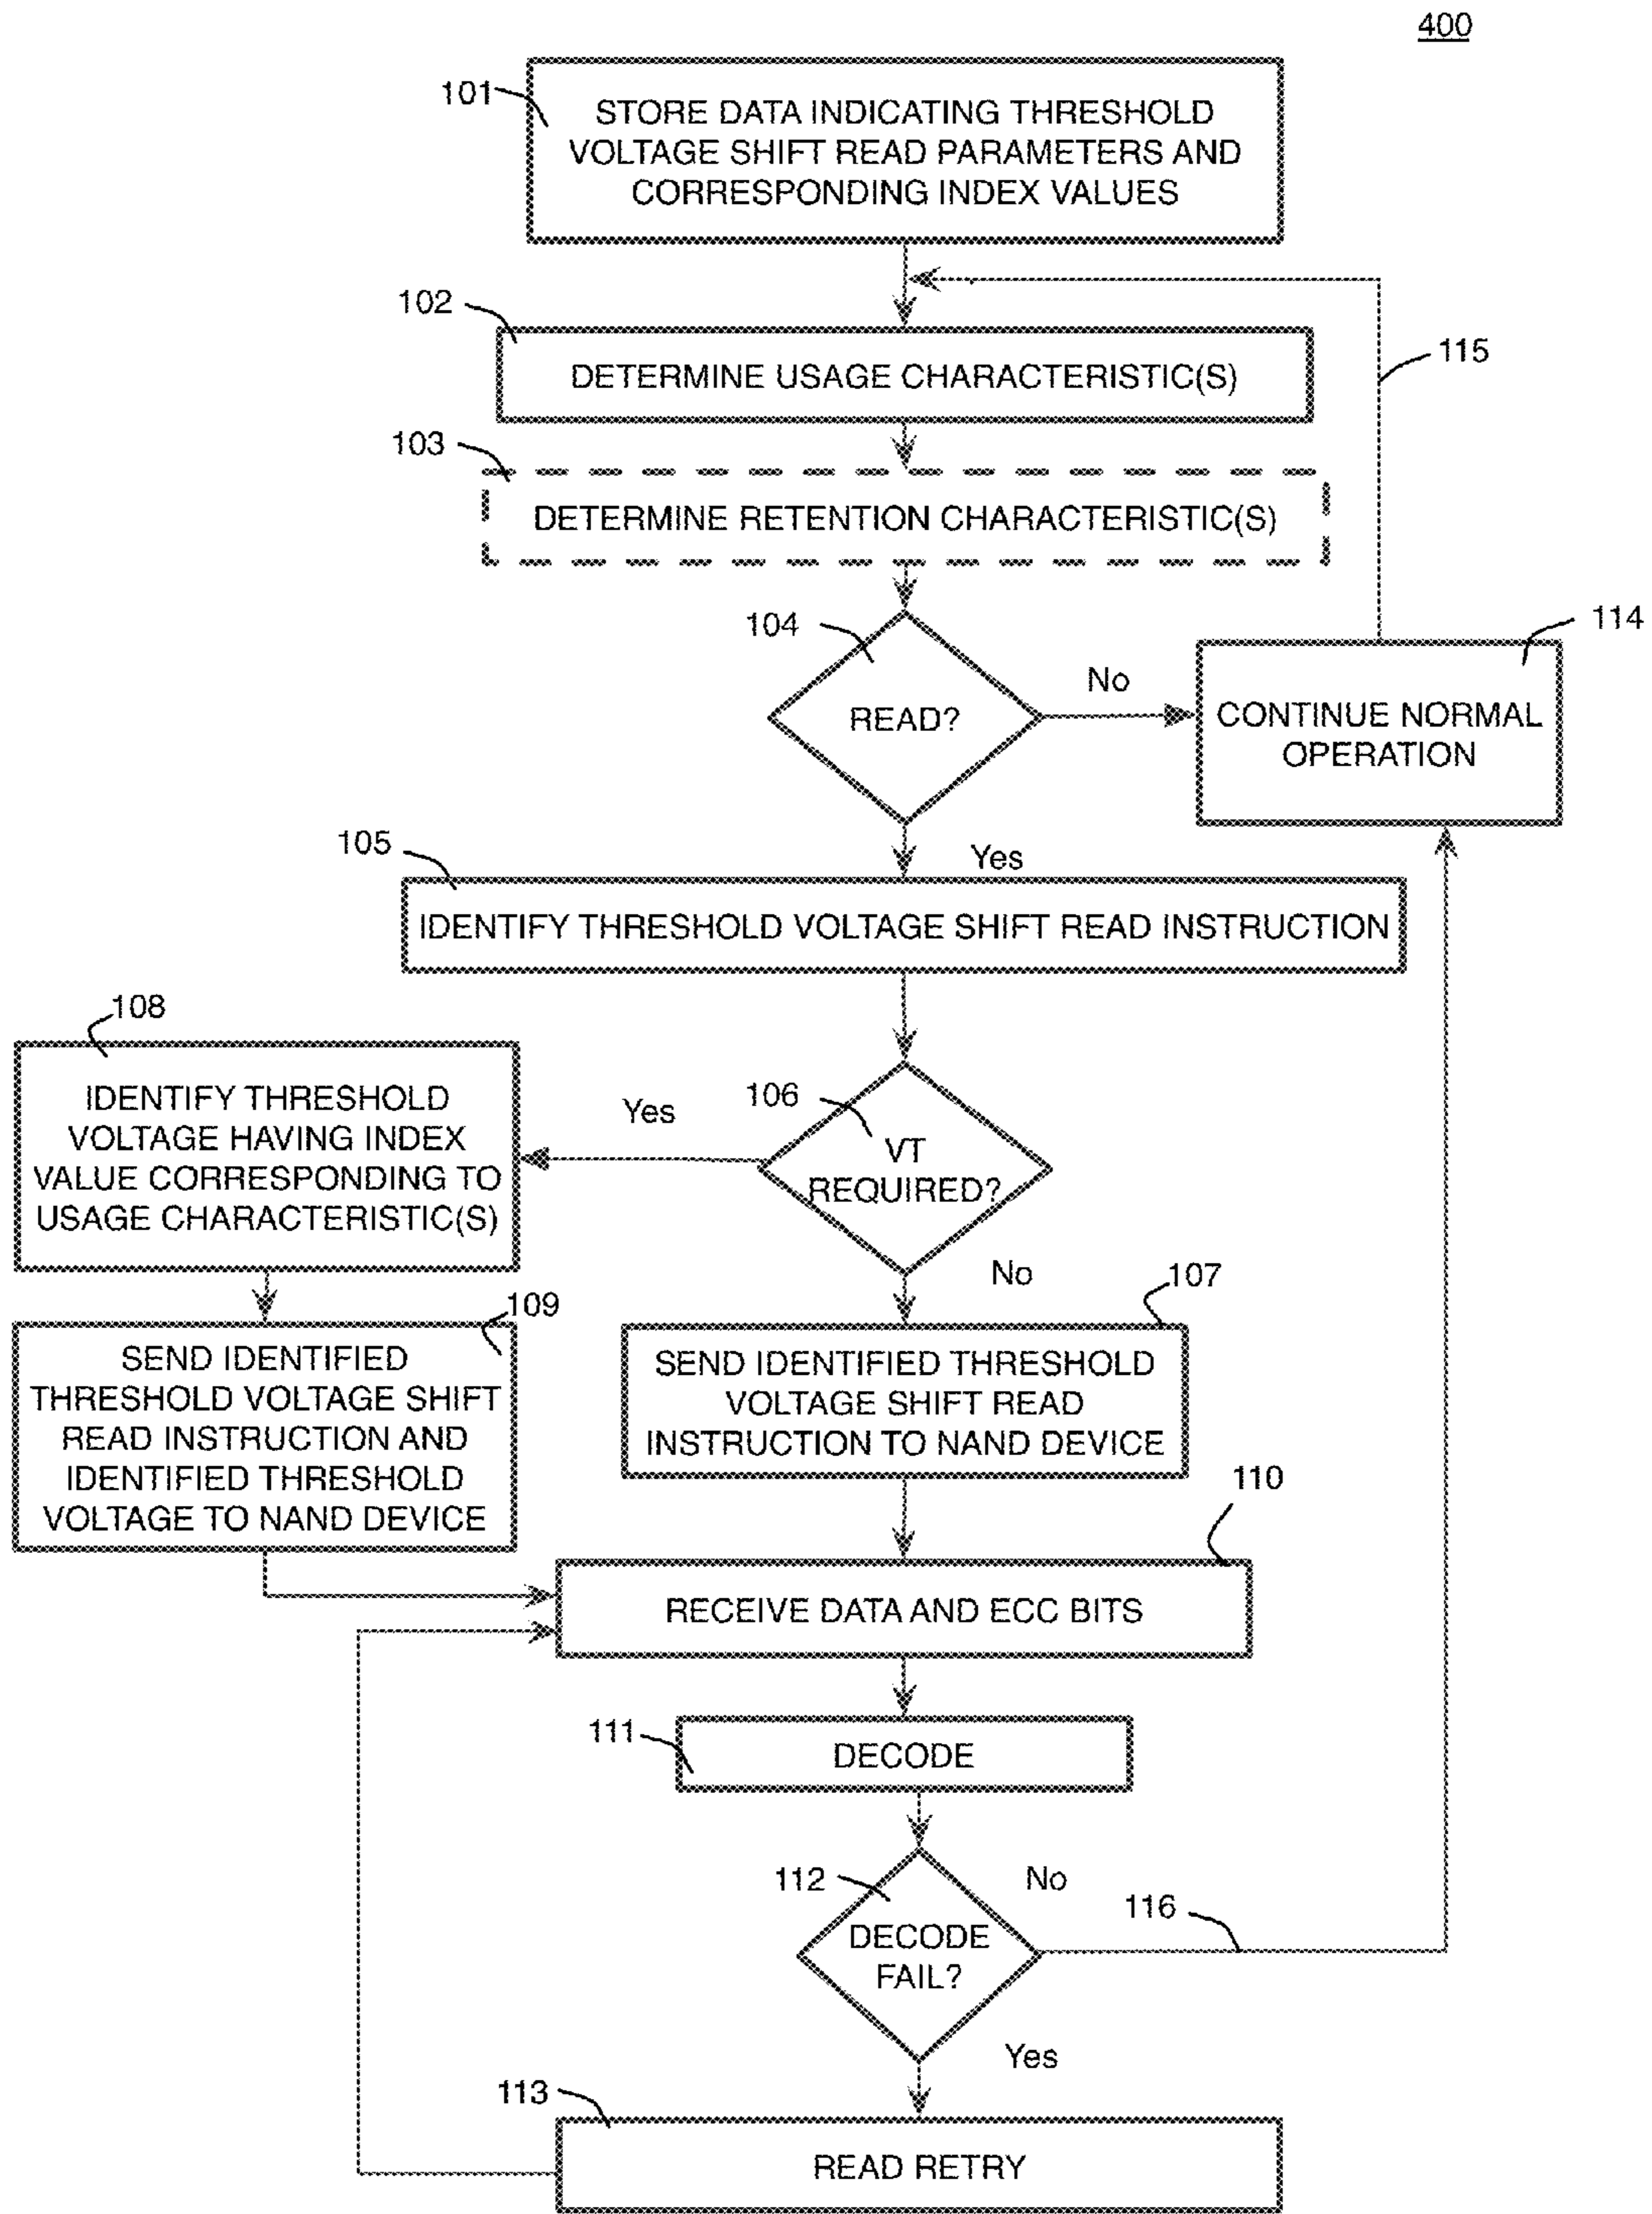 400
101
STORE DATA INDICATING THRESHOLD
VOLTAGE SHIFT READ PARAMETERS AND
CORRESPONDING INDEX VALUES
102
DETERMINE USAGE CHARACTERISTIC(S)
115
103
DETERMINE RETENTION CHARACTERISTIC(S)
104
READ?
No
114
CONTINUE NORMAL
OPERATION
Yes
105
IDENTIFY THRESHOLD VOLTAGE SHIFT READ INSTRUCTION
106
VT
REQUIRED?
Yes
108
IDENTIFY THRESHOLD
VOLTAGE HAVING INDEX
VALUE CORRESPONDING TO
USAGE CHARACTERISTIC(S)
No
107
SEND IDENTIFIED THRESHOLD
VOLTAGE SHIFT READ
INSTRUCTION TO NAND DEVICE
109
SEND IDENTIFIED
THRESHOLD VOLTAGE SHIFT
READ INSTRUCTION AND
IDENTIFIED THRESHOLD
VOLTAGE TO NAND DEVICE
110
RECEIVE DATA AND ECC BITS
111
DECODE
112
DECODE
FAIL?
No
116
Yes
113
READ RETRY